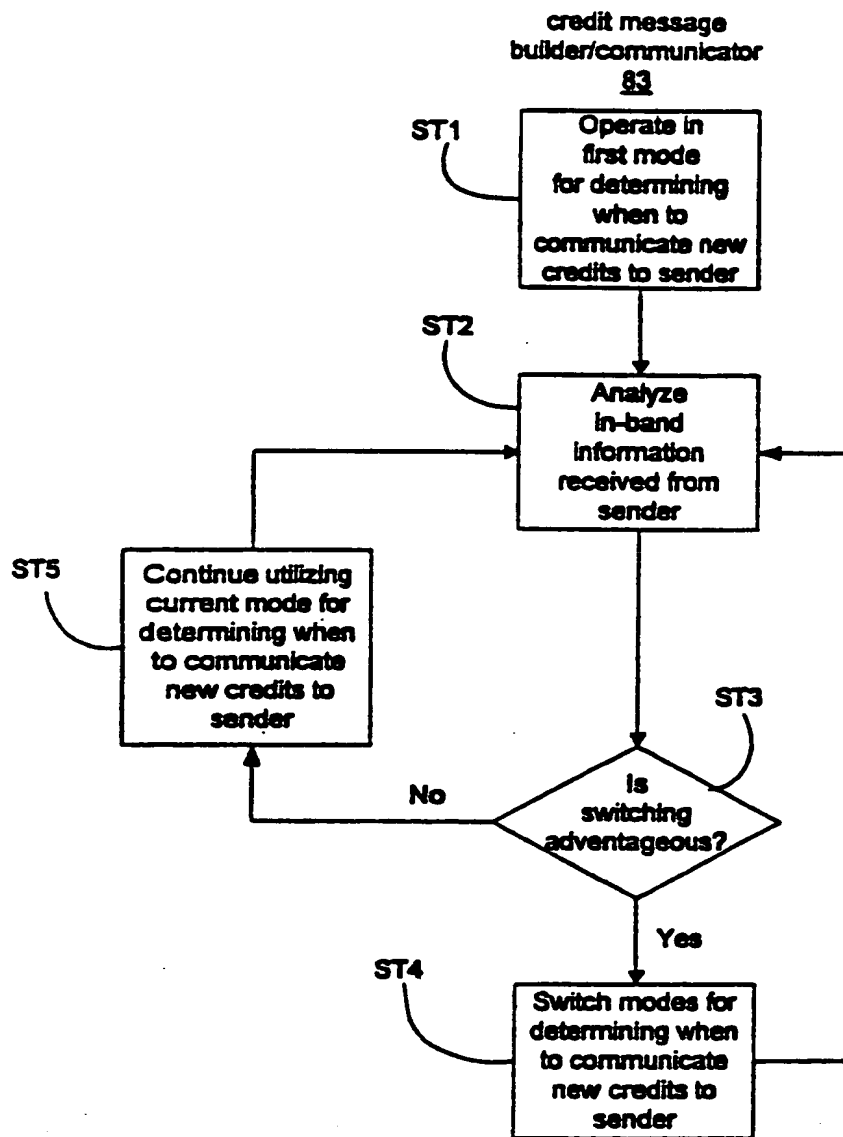 credit message
builder/communicator
83
ST1
Operate in
first mode
for determining
when to
communicate new
credits to sender
ST2
Analyze
in-band
information
received from
sender
ST5
Continue utilizing
current mode for
determining when
to communicate
new credits to
sender
ST3
Is
switching
adventageous?
No
Yes
ST4
Switch modes for
determining when
to communicate
new credits to
sender